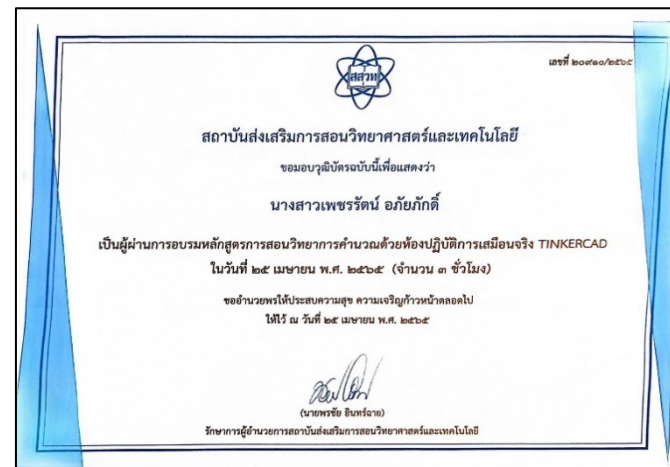 เลขที่ ๒๐๙๑๐/๒๕๖๕
สสวท
สถาบันส่งเสริมการสอนวิทยาศาสตร์และเทคโนโลยี
ขอมอบวุฒิบัตรฉบับนี้เพื่อแสดงว่า
นางสาวเพชรรัตน์ อภัยภักดิ์
เป็นผู้ผ่านการอบรมหลักสูตรการสอนวิทยาการคำนวณด้วยห้องปฏิบัติการเสมือนจริง TINKERCAD
ในวันที่ ๒๕ เมษายน พ.ศ. ๒๕๖๕ (จำนวน ๓ ชั่วโมง)
ขออำนวยพรให้ประสบความสุข ความเจริญก้าวหน้าตลอดไป
ให้ไว้ ณ วันที่ ๒๕ เมษายน พ.ศ. ๒๕๖๕
(นายพรชัย อินทร์ฉาย)
รักษาการผู้อำนวยการสถาบันส่งเสริมการสอนวิทยาศาสตร์และเทคโนโลยี